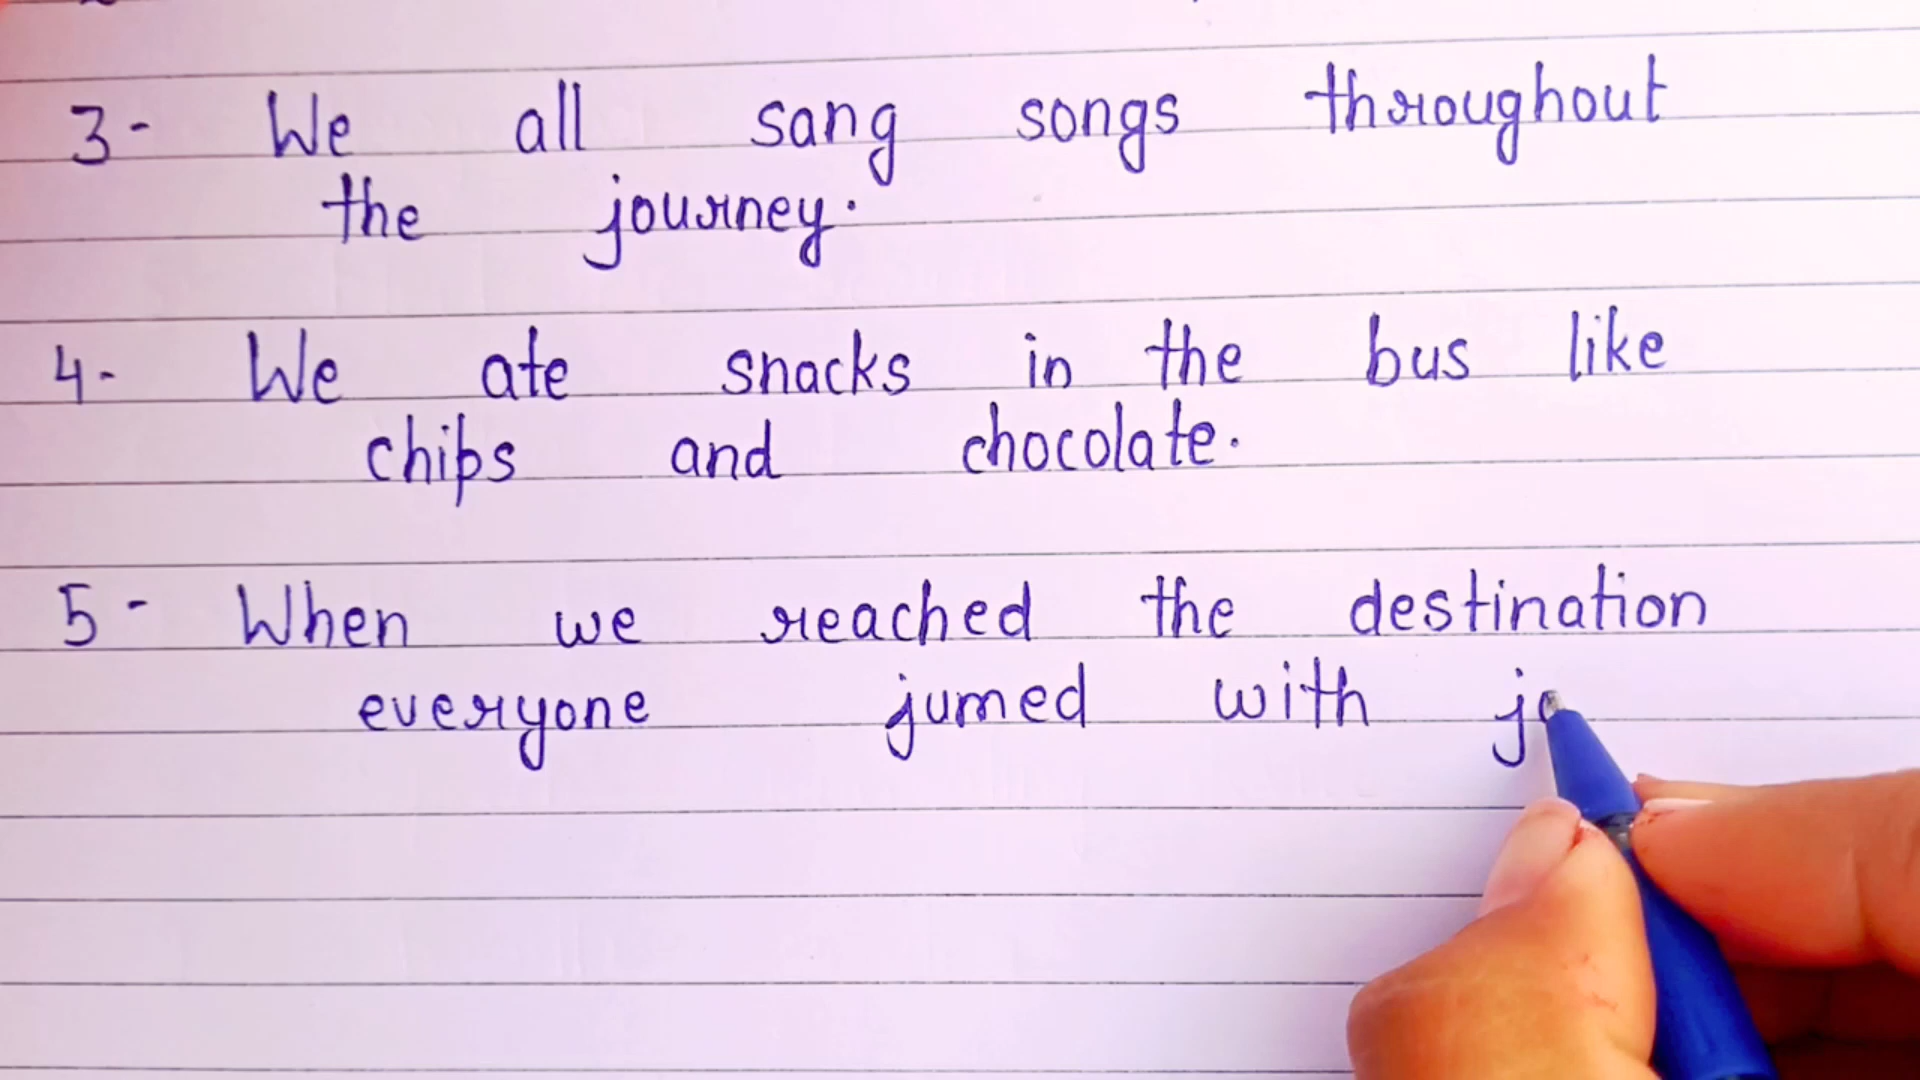 3- We all sang songs throughout
the journey.
4- We ate snacks in the bus like
chips and chocolate.
5- When we reached the destination
everyone jumed with jo